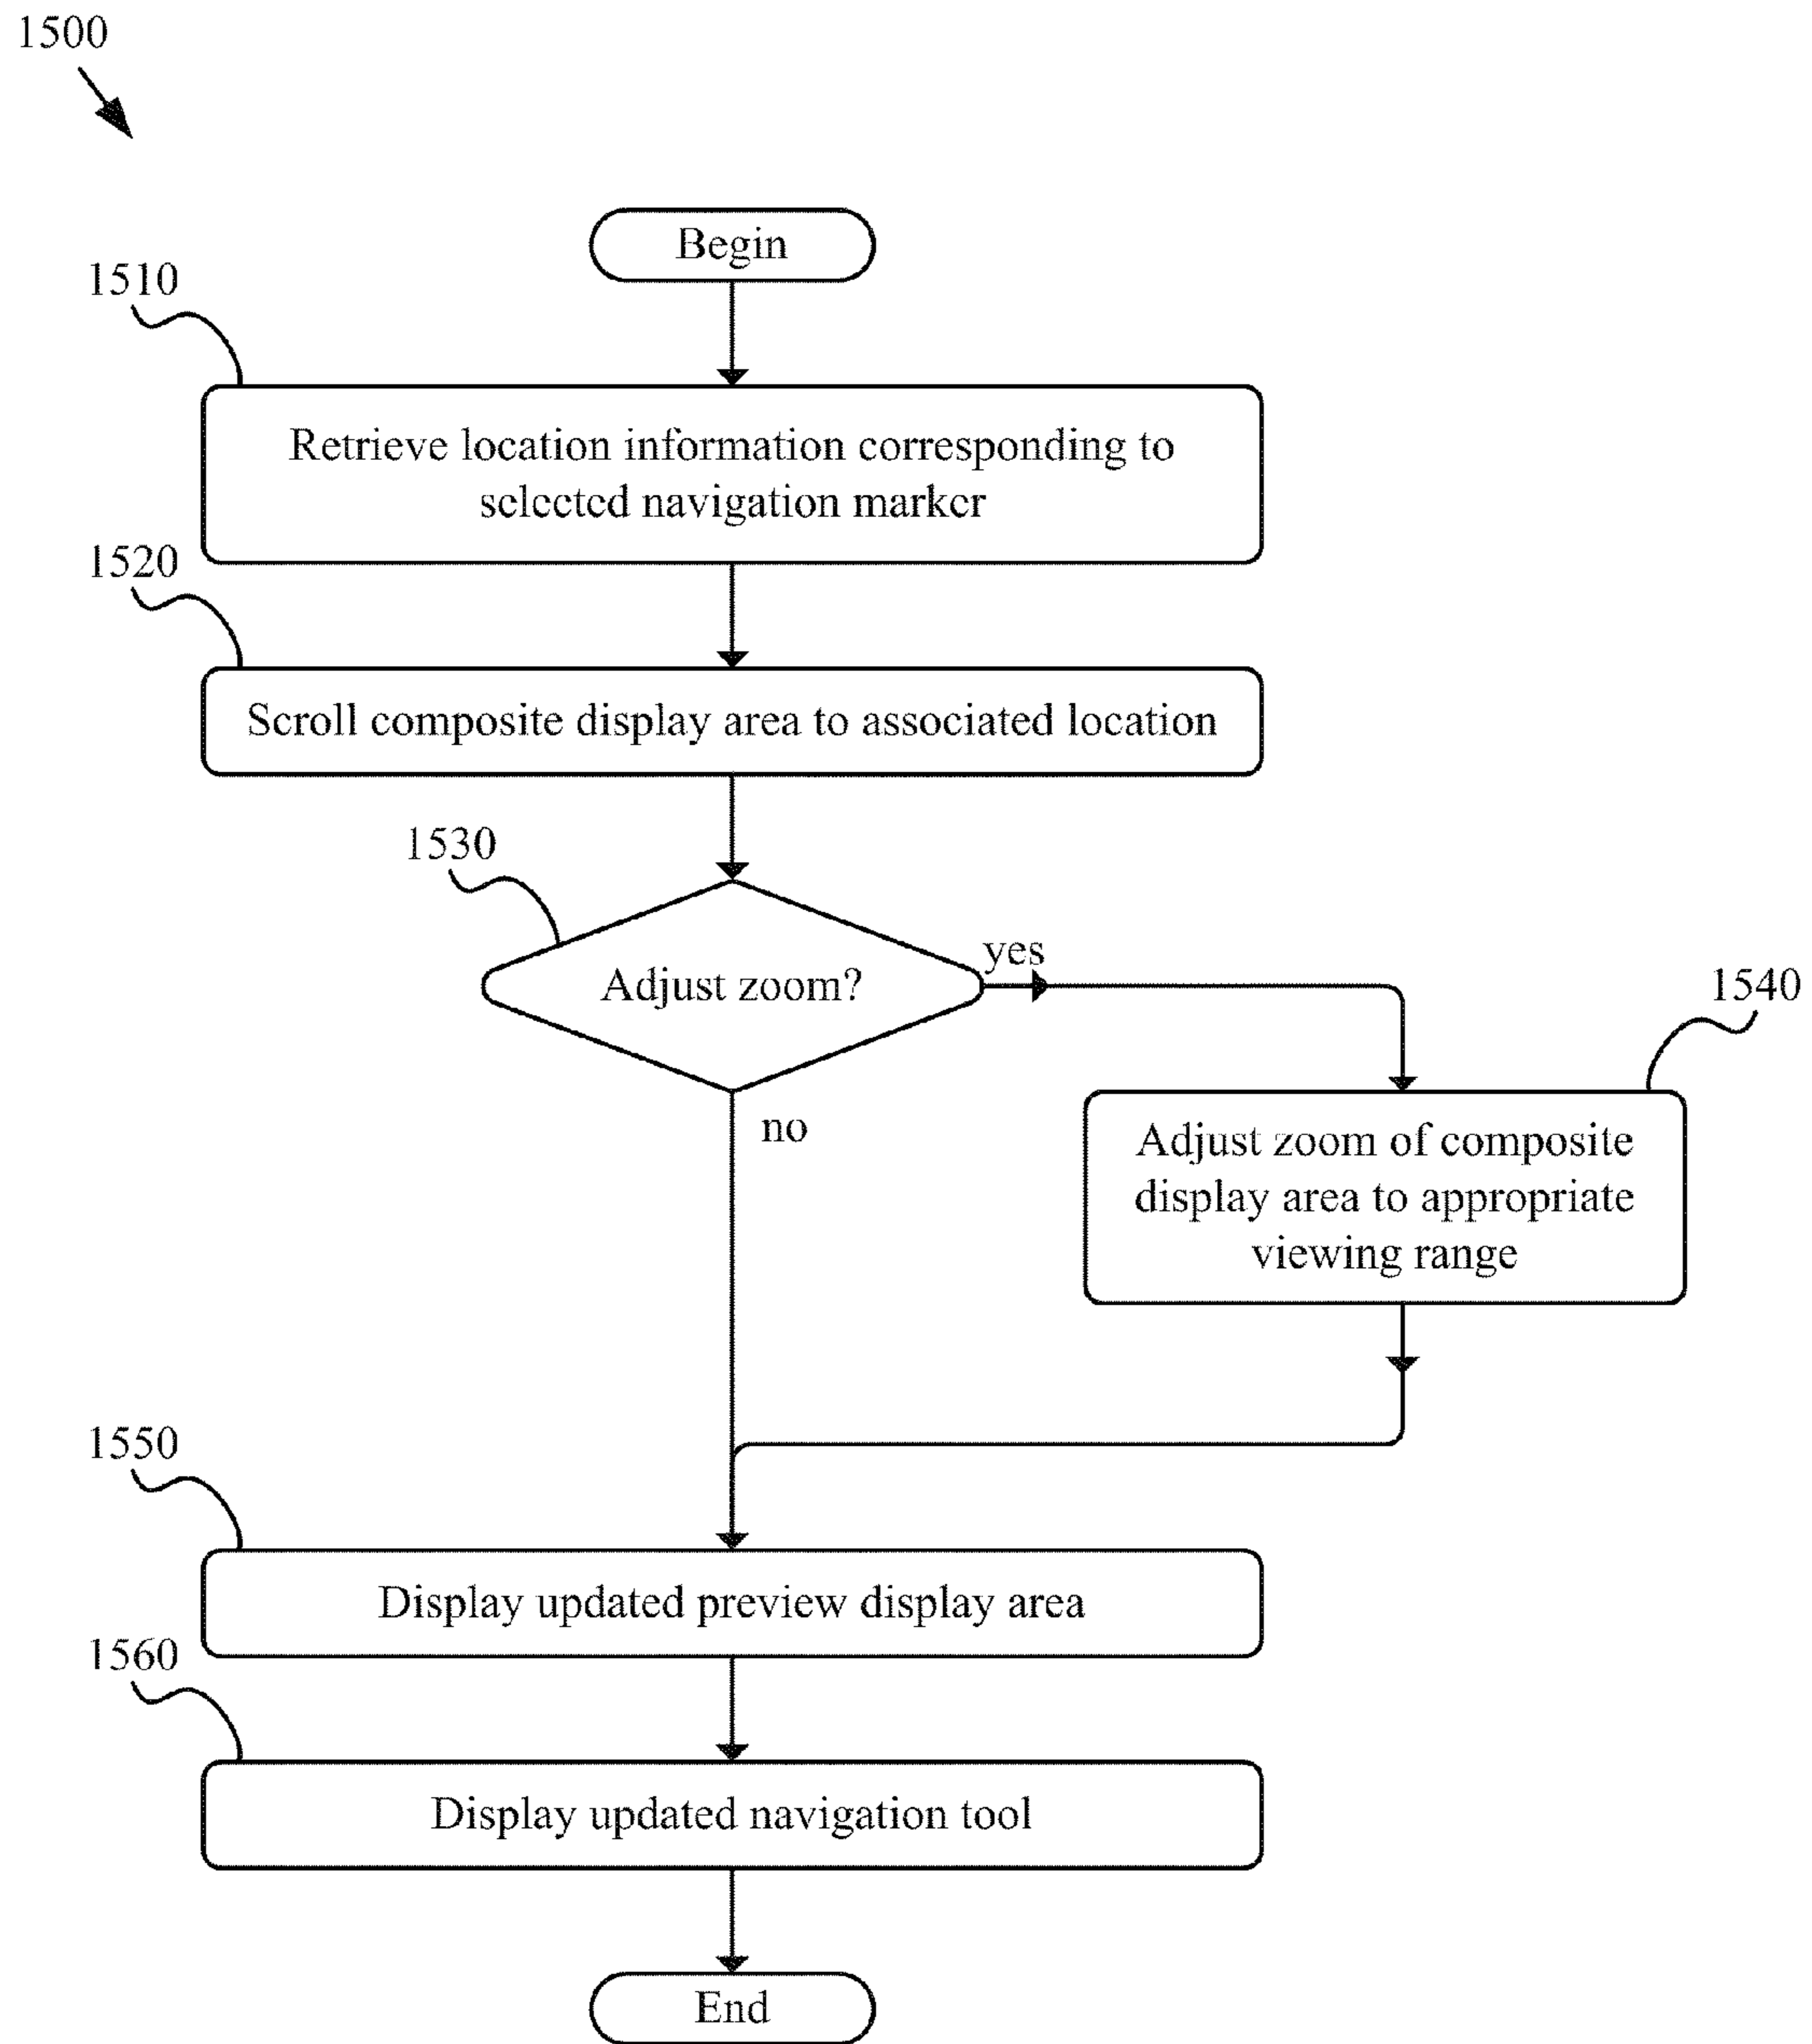 1500
Begin
1510
Retrieve location information corresponding to
selected navigation marker
1520
Scroll composite display area to associated location
1530
Adjust zoom?
yes
1540
no
Adjust zoom of composite
display area to appropriate
viewing range
1550
Display updated preview display area
1560
Display updated navigation tool
End